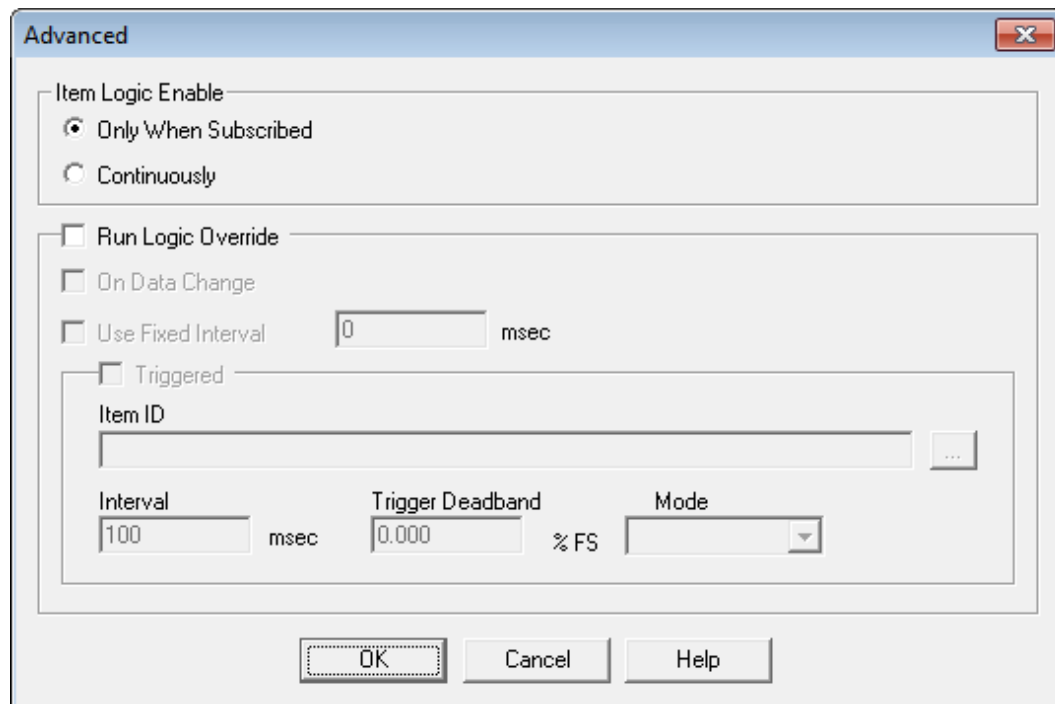 Advanced
Item Logic Enable
Only When Subscribed
Continuously
Run Logic Override
On Data Change
Use Fixed Interval 0 msec
Triggered
Item ID
...
Interval Trigger Deadband Mode
100 msec 0.000 % FS
OK Cancel Help